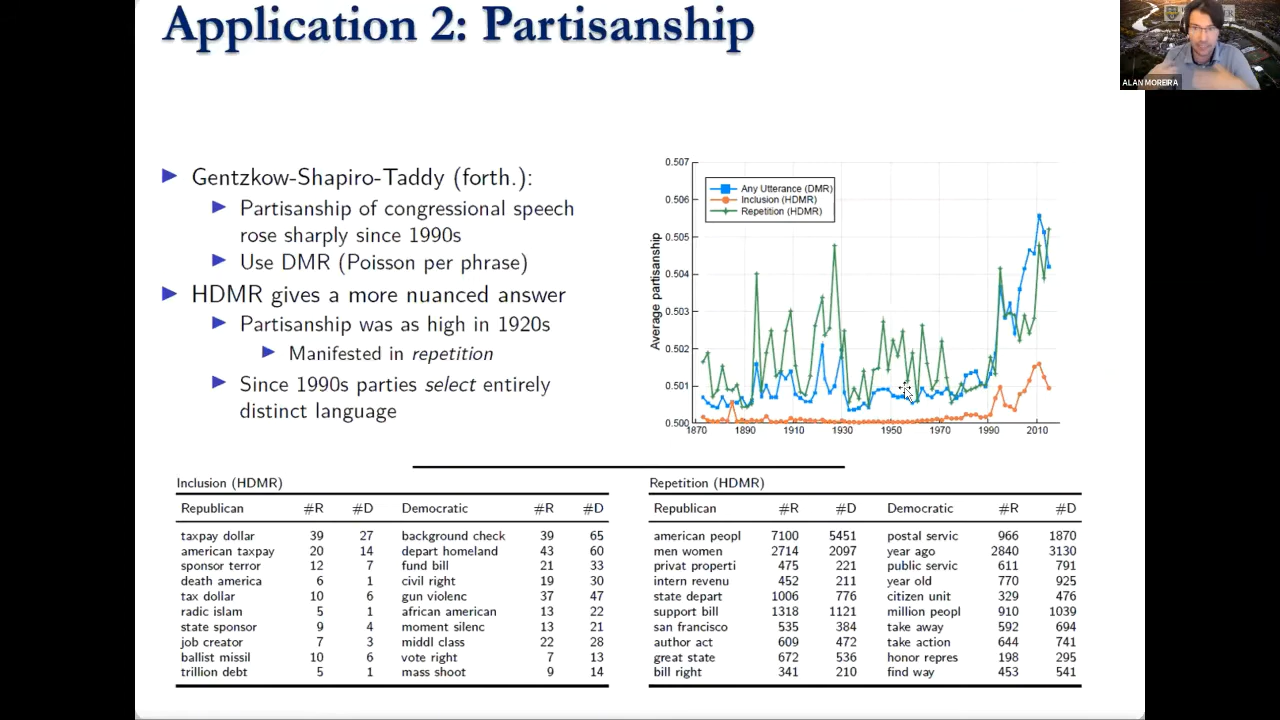 Application 2: Partisanship
ALAN MOREIRA
Gentzkow-Shapiro-Taddy (forth.):
Partisanship of congressional speech
rose sharply since 1990s
Use DMR (Poisson per phrase)
HDMR gives a more nuanced answer
Partisanship was as high in 1920s
Manifested in repetition
Since 1990s parties select entirely
distinct language
Average partisanship
0.507
0.506
0.505
0.504
0.503
0.502
0.501
0.500
Any Utterance (DMR)
Inclusion (HDMR)
Repetition (HDMR)
1870 1890 1910 1930 1950 1970 1990 2010
Inclusion (HDMR)
Republican #R #D Democratic #R #D
taxpay dollar 39 27 background check 39 65
american taxpay 20 14 depart homeland 43 60
sponsor terror 12 7 fund bill 21 33
death america 6 1 civil right 19 30
tax dollar 10 6 gun violenc 37 47
radic islam 5 1 african american 13 22
state sponsor 9 4 moment silenc 13 21
job creator 7 3 middl class 22 28
ballist missil 10 6 vote right 7 13
trillion debt 5 1 mass shoot 9 14
Repetition (HDMR)
Republican #R #D Democratic #R #D
american peopl 7100 5451 postal servic 966 1870
men women 2714 2097 year ago 2840 3130
privat properti 475 221 public servic 611 791
intern revenu 452 211 year old 770 925
state depart 1006 776 citizen unit 329 476
support bill 1318 1121 million peopl 910 1039
san francisco 535 384 take away 592 694
author act 609 472 take action 644 741
great state 672 536 honor repres 198 295
bill right 341 210 find way 453 541